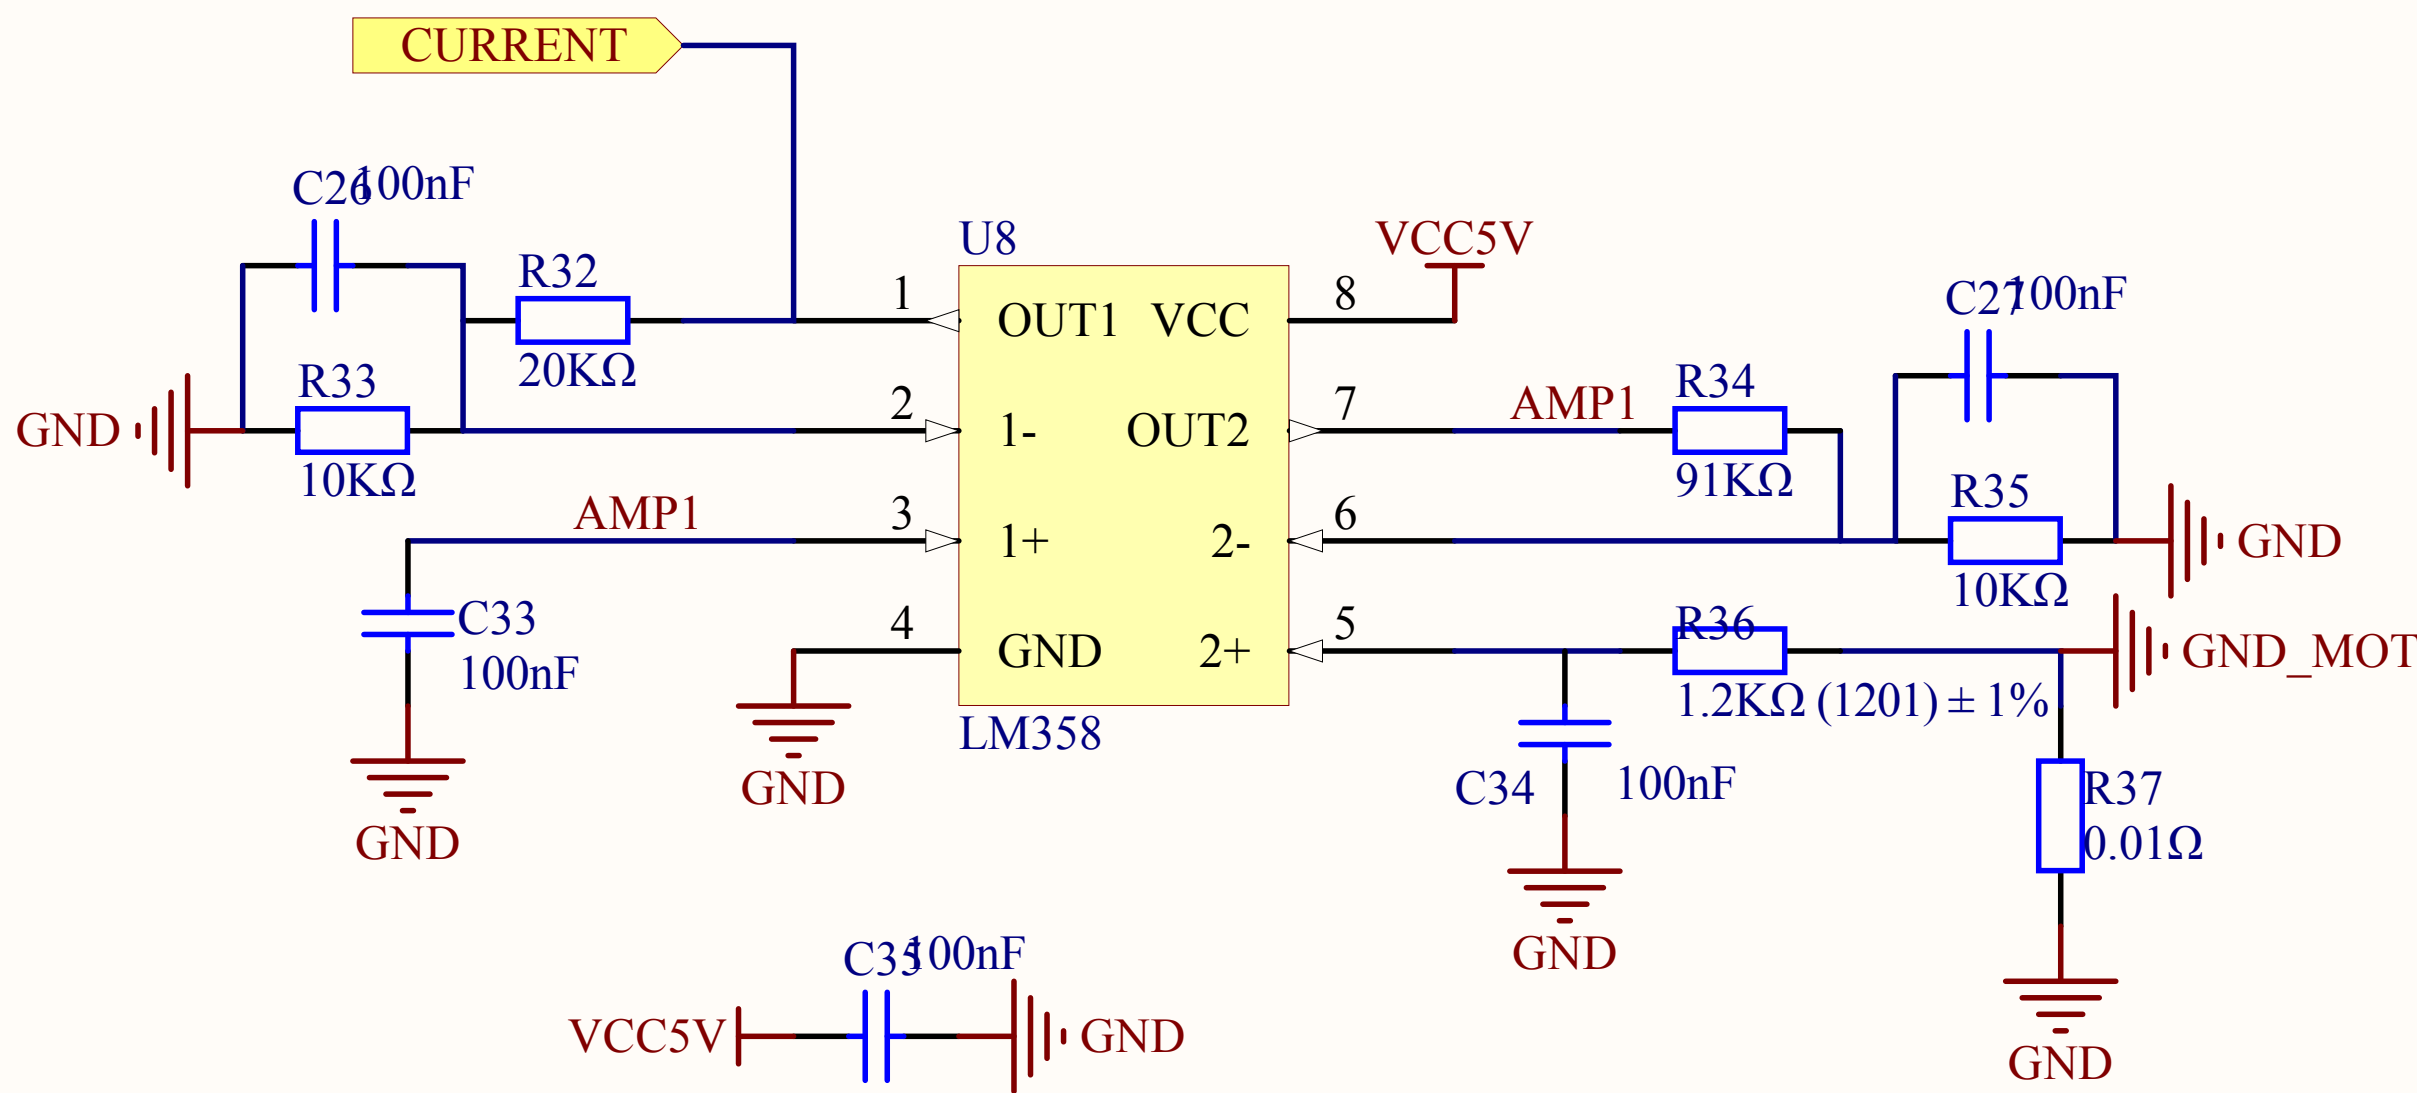 CURRENT
C26
100nF
R32
20KΩ
R33
10KΩ
GND
U8
1
OUT1
VCC
8
VCC5V
2
1-
OUT2
7
AMP1
R34
91KΩ
C27
100nF
AMP1
3
1+
2-
6
R35
10KΩ
GND
4
GND
2+
5
R36
1.2KΩ (1201) ± 1%
GND_MOT
C33
100nF
GND
GND
LM358
C34
100nF
GND
R37
0.01Ω
GND
C35
100nF
VCC5V
GND